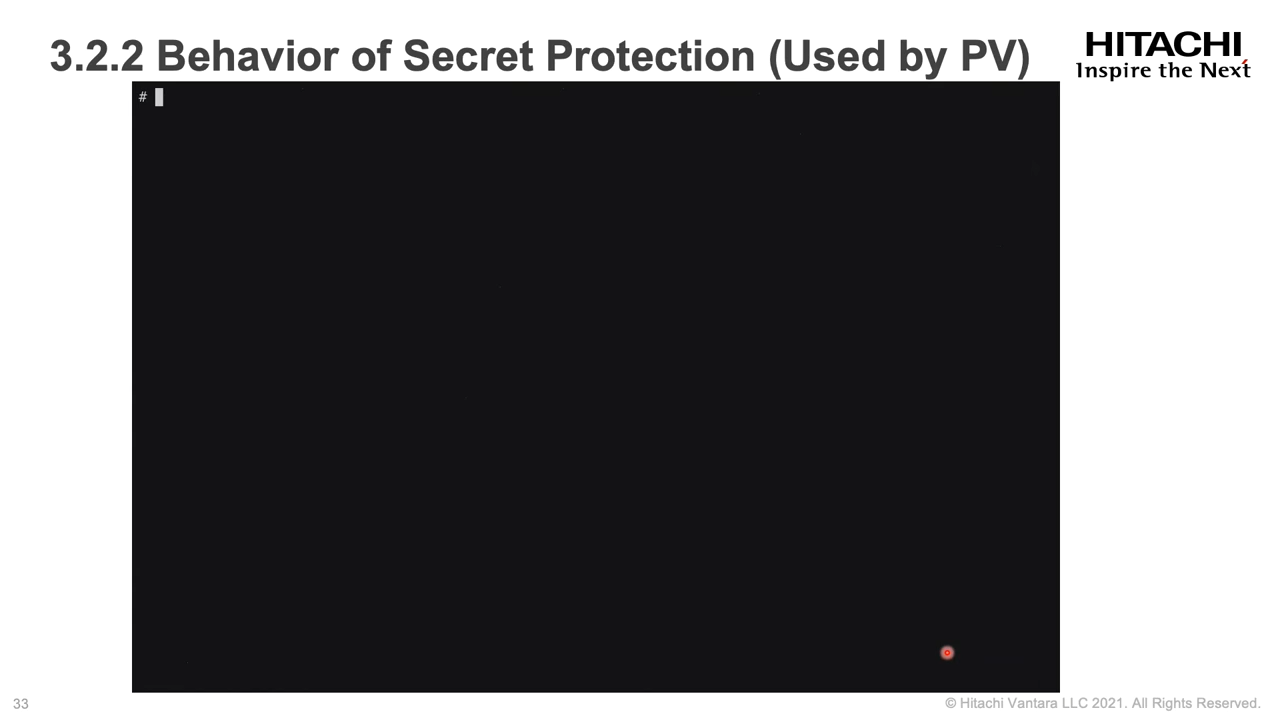 3.2.2 Behavior of Secret Protection (Used by PV)
HITACHI
Inspire the Next
#
33
© Hitachi Vantara LLC 2021. All Rights Reserved.